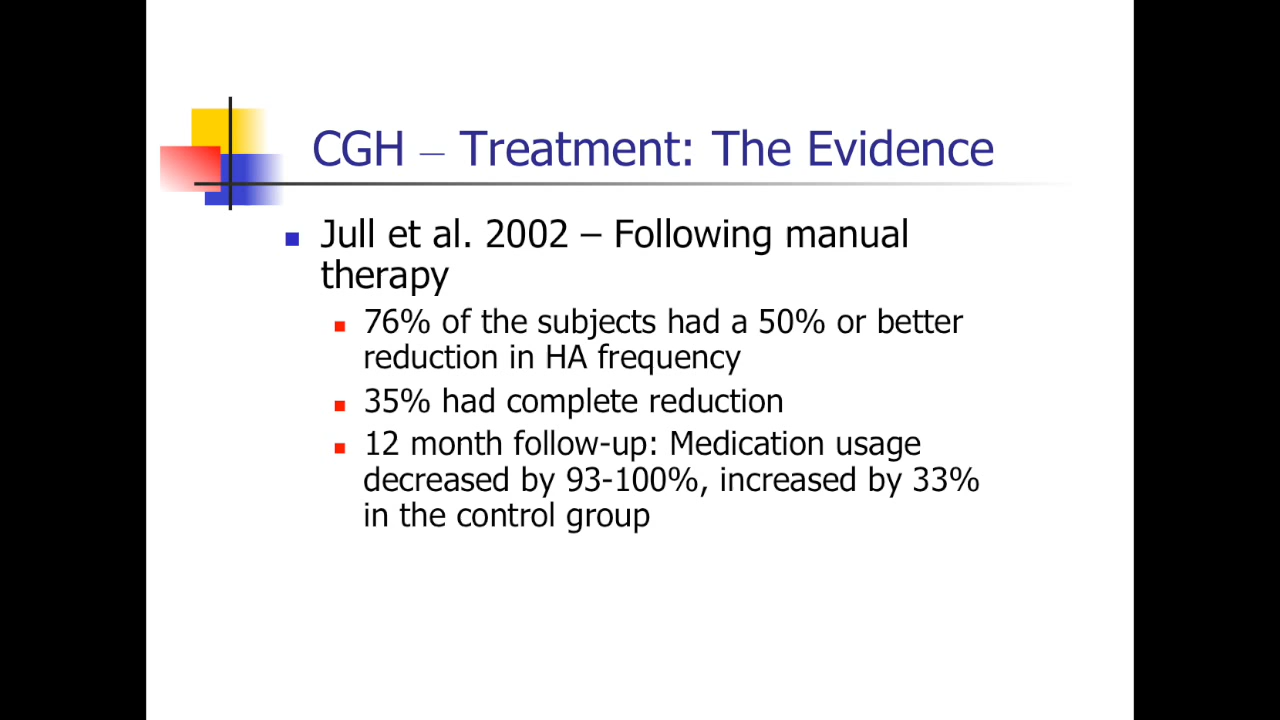 CGH – Treatment: The Evidence
Jull et al. 2002 – Following manual
therapy
76% of the subjects had a 50% or better
reduction in HA frequency
35% had complete reduction
12 month follow-up: Medication usage
decreased by 93-100%, increased by 33%
in the control group